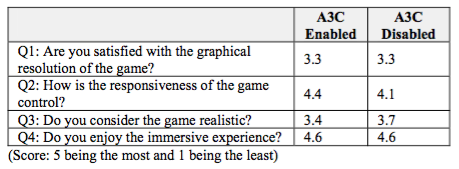 A3C Enabled A3C Disabled
Q1: Are you satisfied with the graphical
resolution of the game? 3.3 3.3
Q2: How is the responsiveness of the game
control? 4.4 4.1
Q3: Do you consider the game realistic? 3.4 3.7
Q4: Do you enjoy the immersive experience? 4.6 4.6
(Score: 5 being the most and 1 being the least)